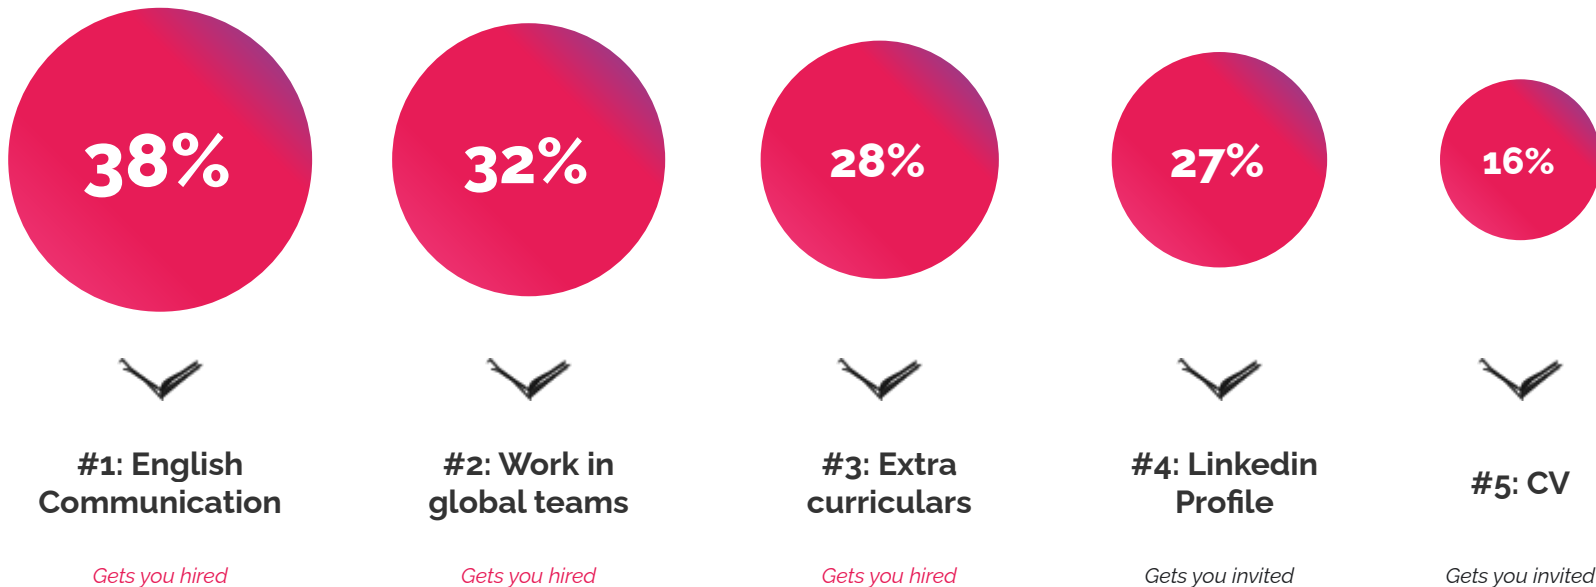 38%
32%
28%
27%
16%
#1: English
Communication
#2: Work in
global teams
#3: Extra
curriculars
#4: Linkedin
Profile
#5: CV
Gets you hired
Gets you hired
Gets you hired
Gets you invited
Gets you invited